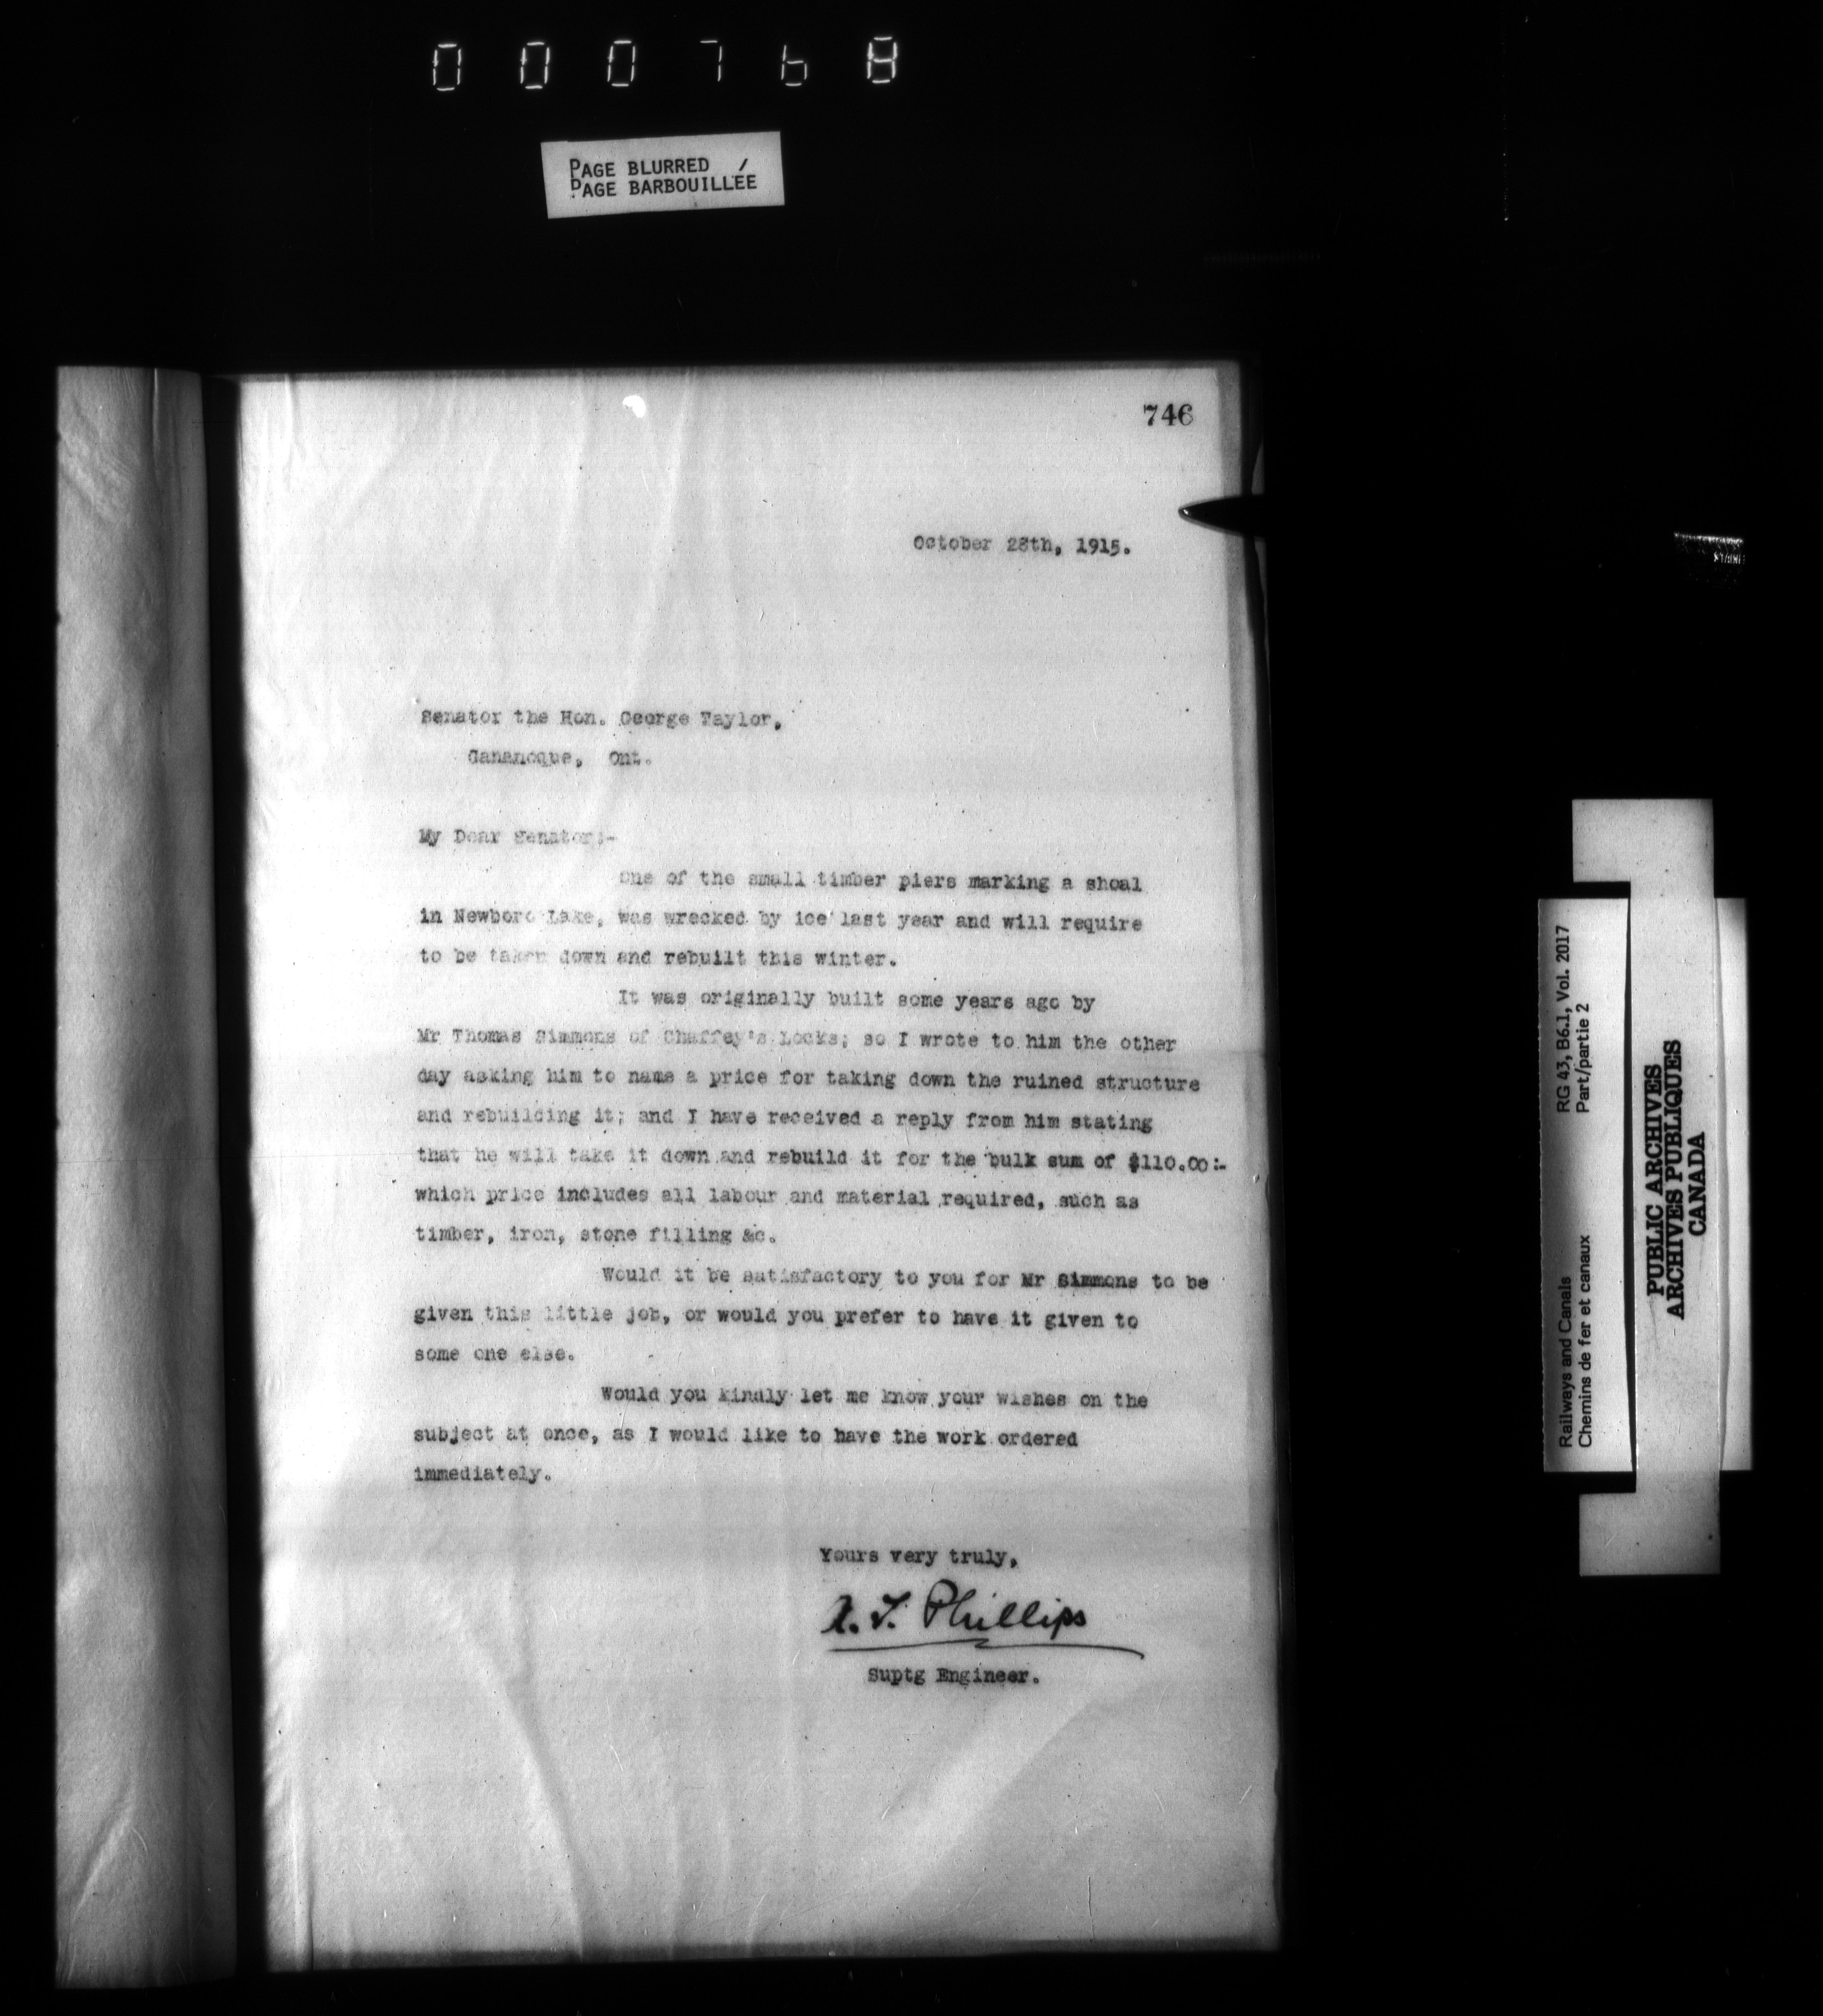 000768
PAGE BLURRED /
PAGE BARBOUILLÉE
746
October 28th, 1915.
Senator the Hon. George Taylor,
Gananoque, Ont.
My Dear Senator:-
One of the small timber piers marking a shoal
in Newboro Lake, was wrecked by ice last year and will require
to be taken down and rebuilt this winter.
It was originally built some years ago by
Mr Thomas Simmons of Chaffey's Locks; so I wrote to him the other
day asking him to name a price for taking down the ruined structure
and rebuilding it; and I have received a reply from him stating
that he will take it down and rebuild it for the bulk sum of $110.00:-
which price includes all labour and material required, such as
timber, iron, stone filling &c.
Would it be satisfactory to you for Mr Simmons to be
given this little job, or would you prefer to have it given to
some one else.
Would you kindly let me know your wishes on the
subject at once, as I would like to have the work ordered
immediately.
Yours very truly,
A. T. Phillips
Suptg Engineer.
Railways and Canals RG 43, B6.1, Vol. 2017
Chemins de fer et canaux Part/partie 2
PUBLIC ARCHIVES
ARCHIVES PUBLIQUES
CANADA